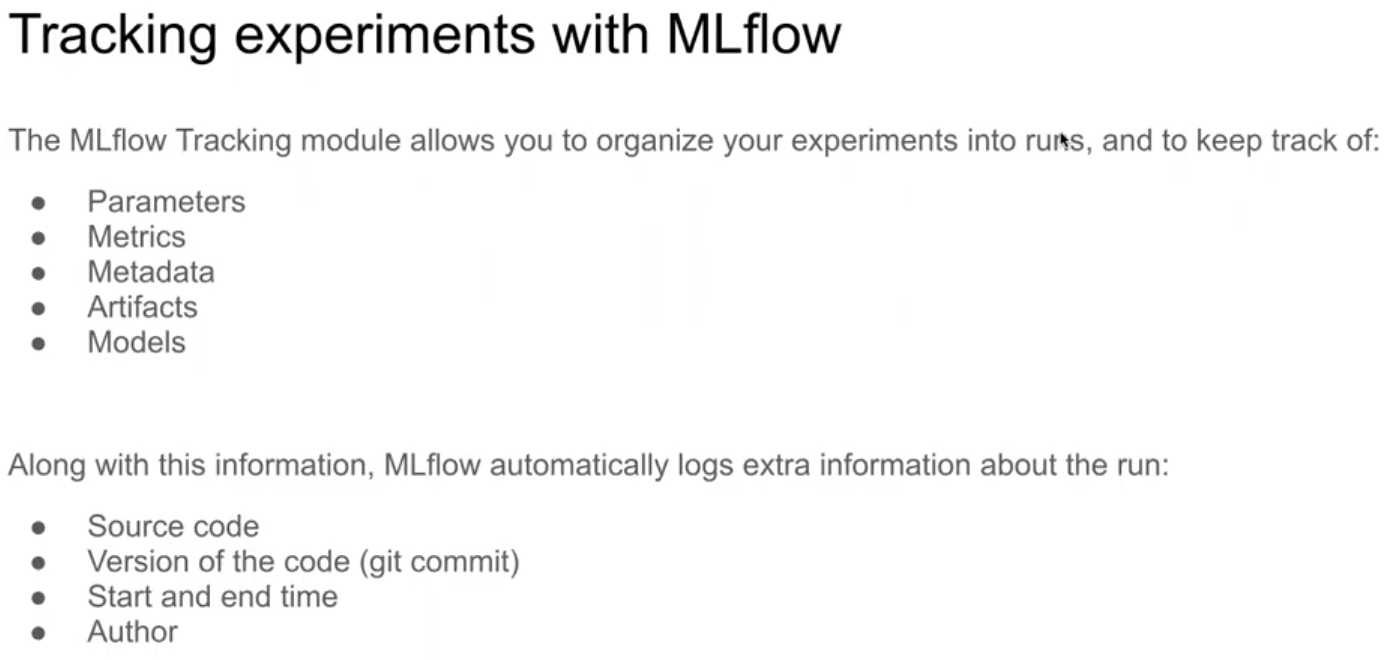 Tracking experiments with MLflow
The MLflow Tracking module allows you to organize your experiments into runs, and to keep track of:
● Parameters
● Metrics
● Metadata
● Artifacts
● Models
Along with this information, MLflow automatically logs extra information about the run:
● Source code
● Version of the code (git commit)
● Start and end time
● Author